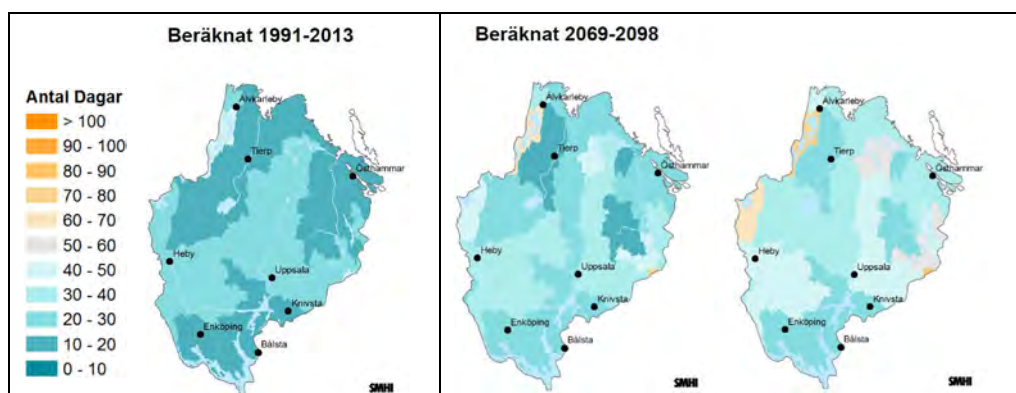 Beräknat 1991-2013
Antal Dagar
> 100
90 - 100
80 - 90
70 - 80
60 - 70
50 - 60
40 - 50
30 - 40
20 - 30
10 - 20
0 - 10
Älvkarleby
Tierp
Östhammar
Heby
Uppsala
Knivsta
Enköping
Bålsta
SMHI
Beräknat 2069-2098
Älvkarleby
Tierp
Östhammar
Heby
Uppsala
Knivsta
Enköping
Bålsta
Älvkarleby
Tierp
Östhammar
Heby
Uppsala
Knivsta
Enköping
Bålsta
SMHI